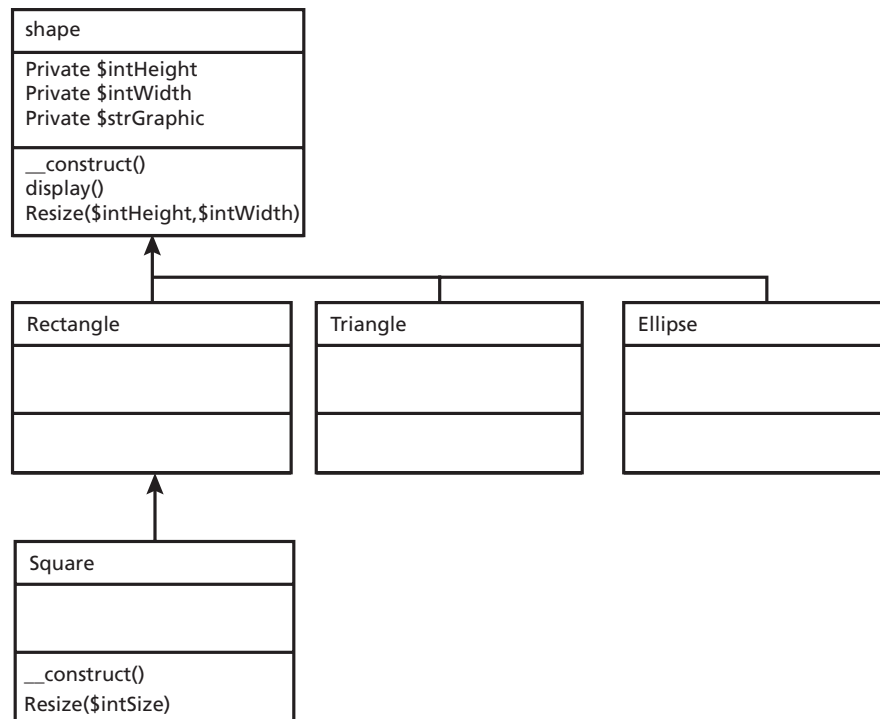 shape
Private $intHeight
Private $intWidth
Private $strGraphic
__construct()
display()
Resize($intHeight,$intWidth)
Rectangle
Triangle
Ellipse
Square
__construct()
Resize($intSize)